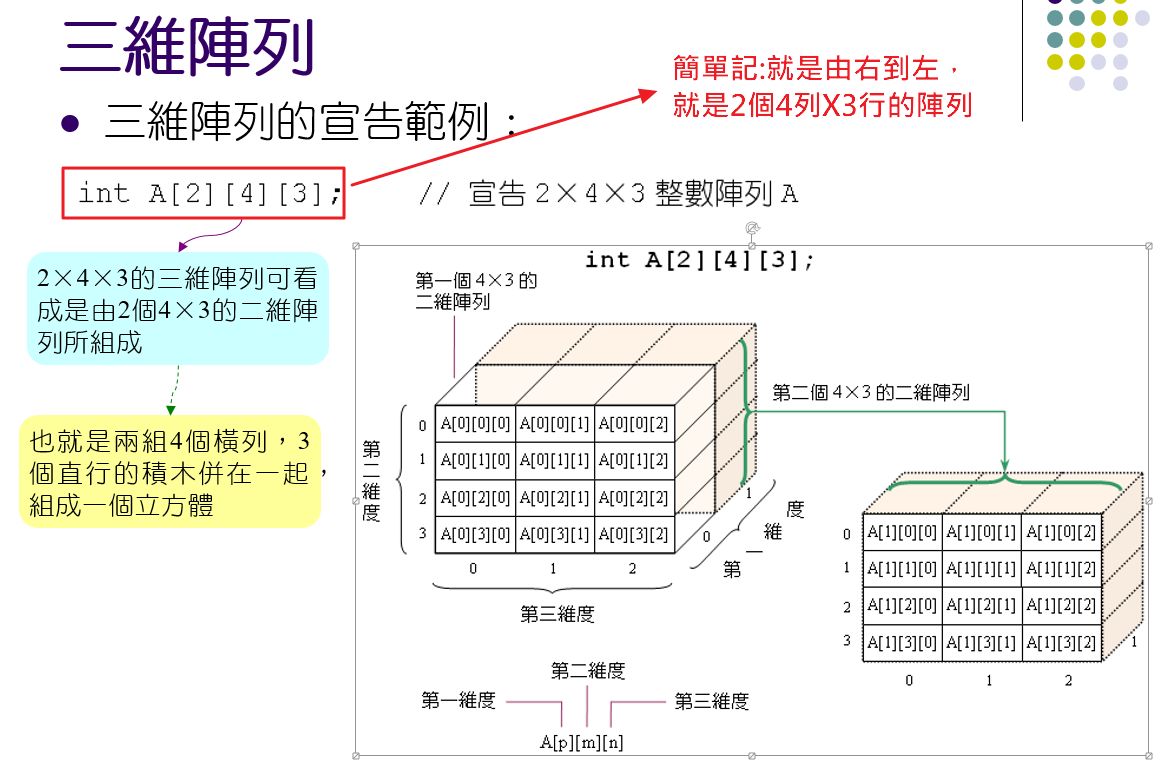 三維陣列
簡單記:就是由右到左，
就是2個4列X3行的陣列
• 三維陣列的宣告範例：
int A[2][4][3]; // 宣告 2×4×3 整數陣列 A
2×4×3的三維陣列可看
成是由2個4×3的二維陣
列所組成
也就是兩組4個橫列，3
個直行的積木併在一起，
組成一個立方體
int A[2][4][3];
第一個 4×3 的
二維陣列
第二個 4×3 的二維陣列
第二維度
0 A[0][0][0] A[0][0][1] A[0][0][2]
1 A[0][1][0] A[0][1][1] A[0][1][2]
2 A[0][2][0] A[0][2][1] A[0][2][2]
3 A[0][3][0] A[0][3][1] A[0][3][2]
0 1 2
第三維度
0 1
第一維度
0 A[1][0][0] A[1][0][1] A[1][0][2]
1 A[1][1][0] A[1][1][1] A[1][1][2]
2 A[1][2][0] A[1][2][1] A[1][2][2]
3 A[1][3][0] A[1][3][1] A[1][3][2]
1
0 1 2
第二維度
第一維度 第三維度
A[p][m][n]